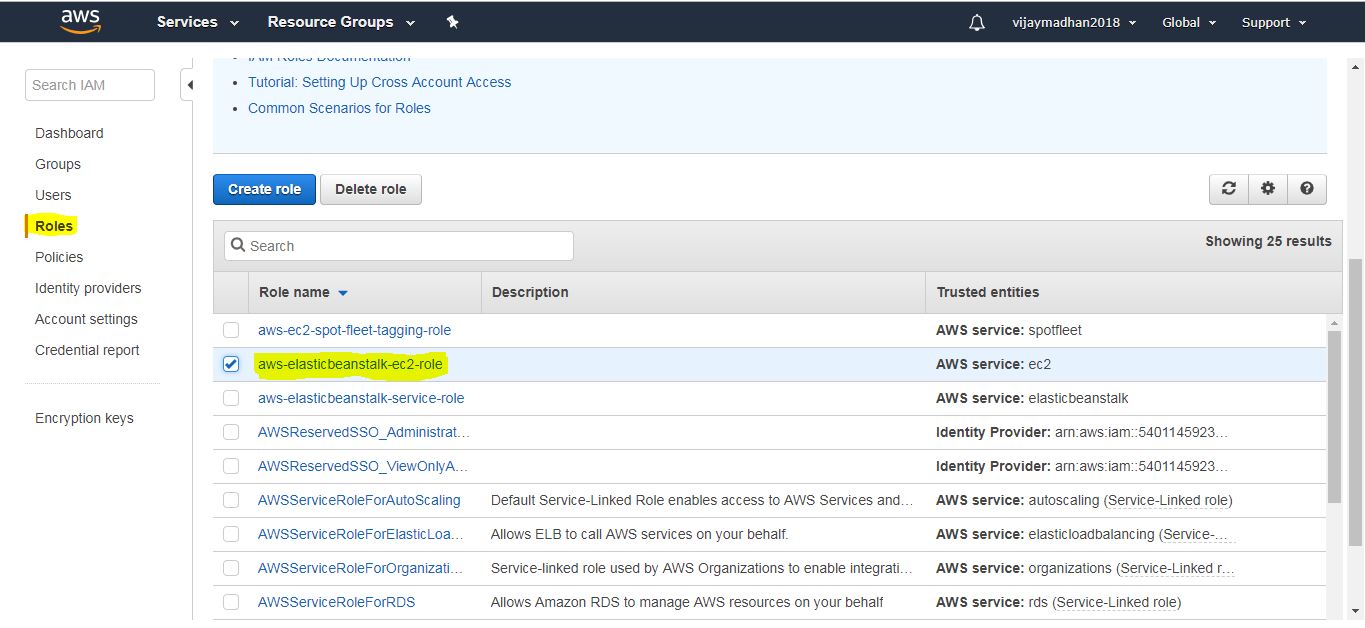 aws Services Resource Groups vijaymadhan2018 Global Support
Search IAM
Dashboard
Groups
Users
Roles
Policies
Identity providers
Account settings
Credential report
Encryption keys
IAM Roles Documentation
Tutorial: Setting Up Cross Account Access
Common Scenarios for Roles
Create role Delete role
Search Showing 25 results
Role name Description Trusted entities
aws-ec2-spot-fleet-tagging-role AWS service: spotfleet
aws-elasticbeanstalk-ec2-role AWS service: ec2
aws-elasticbeanstalk-service-role AWS service: elasticbeanstalk
AWSReservedSSO_Administrat... Identity Provider: arn:aws:iam::5401145923...
AWSReservedSSO_ViewOnlyA... Identity Provider: arn:aws:iam::5401145923...
AWSServiceRoleForAutoScaling Default Service-Linked Role enables access to AWS Services and... AWS service: autoscaling (Service-Linked role)
AWSServiceRoleForElasticLoa... Allows ELB to call AWS services on your behalf. AWS service: elasticloadbalancing (Service-...
AWSServiceRoleForOrganizati... Service-linked role used by AWS Organizations to enable integrati... AWS service: organizations (Service-Linked r...
AWSServiceRoleForRDS Allows Amazon RDS to manage AWS resources on your behalf AWS service: rds (Service-Linked role)